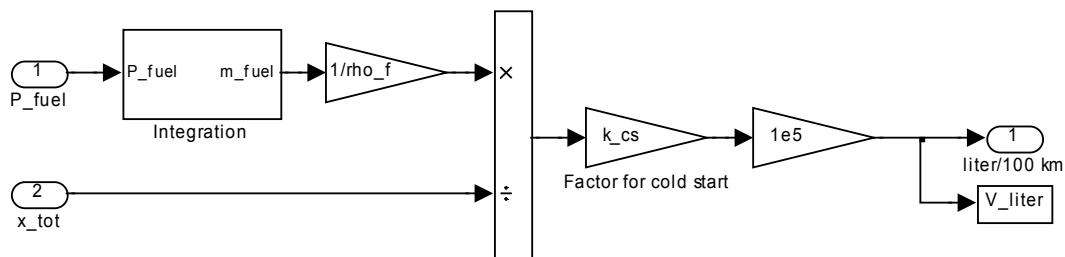 1
P_fuel
P_fuel
m_fuel
Integration
1/rho_f
×
÷
2
x_tot
k_cs
Factor for cold start
1e5
1
liter/100 km
V_liter